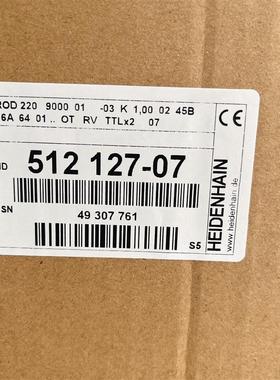 ROD 220 9000 01 -03 K 1,00 02 45B
6A 64 01 .. OT RV TTLx2 07
ID 512 127-07
SN 49 307 761
S5
CE
HEIDENHAIN
www.heidenhain.de